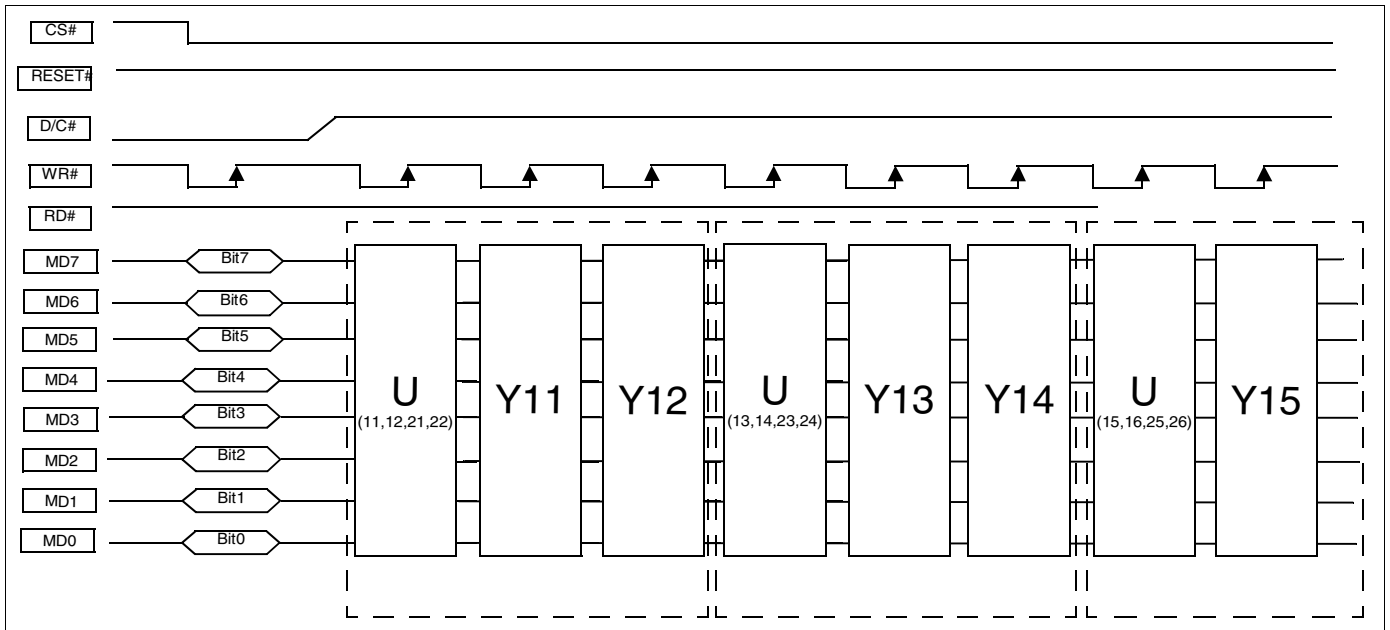 CS#
RESET#
D/C#
WR#
RD#
MD7 Bit7
MD6 Bit6
MD5 Bit5
MD4 Bit4
MD3 Bit3
MD2 Bit2
MD1 Bit1
MD0 Bit0
U Y11 Y12 U Y13 Y14 U Y15
(11,12,21,22) (13,14,23,24) (15,16,25,26)